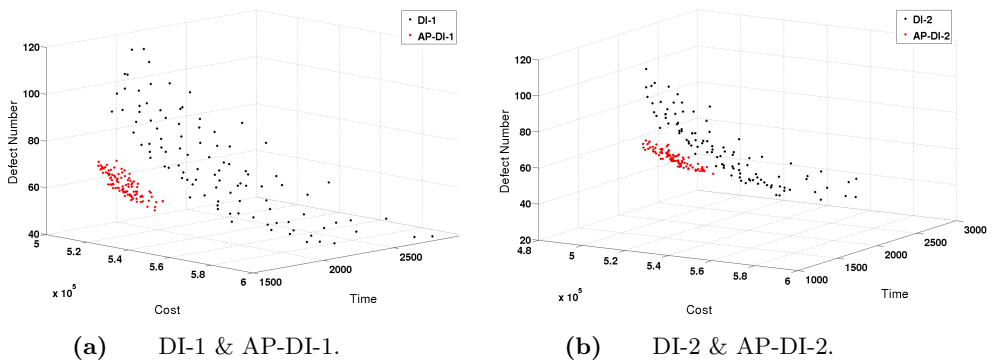 DI-1
AP-DI-1
120
100
80
60
40
Defect Number
5
5.2
5.4
5.6
5.8
6
x 10^5
Cost
1500
2000
2500
Time
(a) DI-1 & AP-DI-1.
DI-2
AP-DI-2
120
100
80
60
40
20
Defect Number
4.8
5
5.2
5.4
5.6
5.8
6
x 10^5
Cost
1000
1500
2000
2500
3000
Time
(b) DI-2 & AP-DI-2.